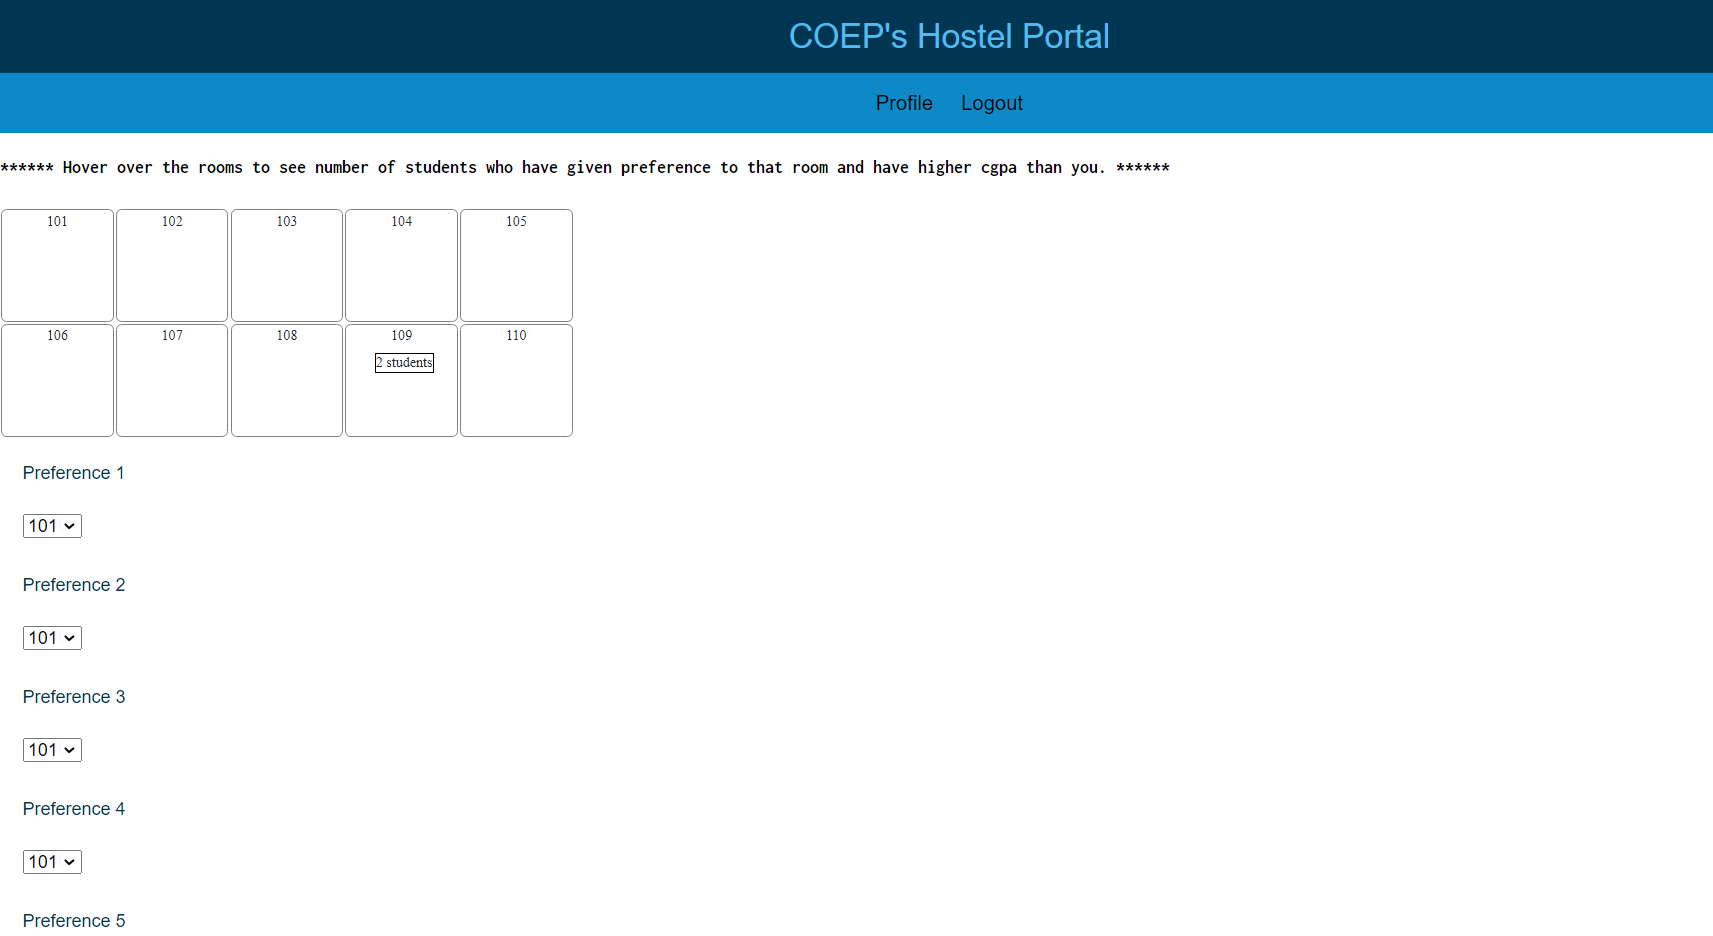 COEP's Hostel Portal
Profile Logout
****** Hover over the rooms to see number of students who have given preference to that room and have higher cgpa than you. ******
101 102 103 104 105
106 107 108 109 110
2 students
Preference 1
101
Preference 2
101
Preference 3
101
Preference 4
101
Preference 5